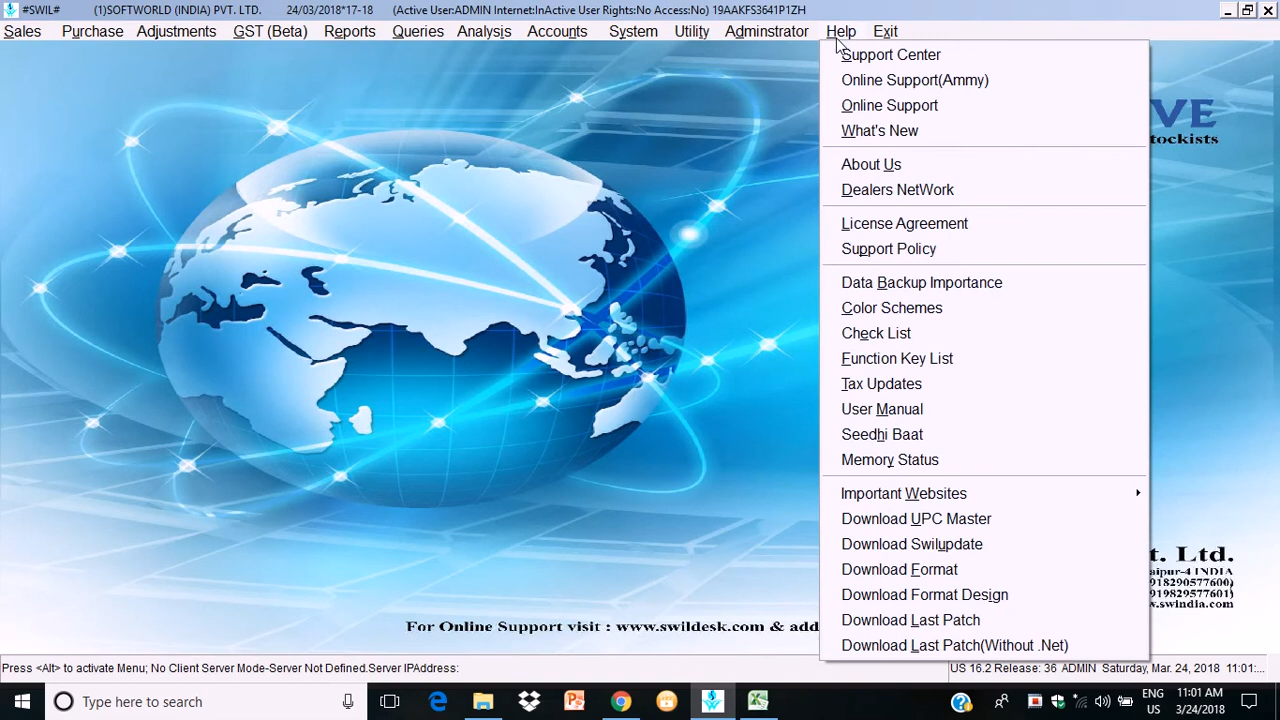 #SWIL# (1)SOFTWORLD (INDIA) PVT. LTD. 24/03/2018*17-18 (Active User:ADMIN Internet:InActive User Rights:No Access:No) 19AAKFS3641P1ZH
Sales Purchase Adjustments GST (Beta) Reports Queries Analysis Accounts System Utility Adminstrator Help Exit
Support Center
Online Support(Ammy)
Online Support
What's New
About Us
Dealers NetWork
License Agreement
Support Policy
Data Backup Importance
Color Schemes
Check List
Function Key List
Tax Updates
User Manual
Seedhi Baat
Memory Status
Important Websites
Download UPC Master
Download Swilupdate
Download Format
Download Format Design
Download Last Patch
Download Last Patch(Without .Net)
VE
tockists
t. Ltd.
aipur-4 INDIA
918290577600)
919829577601)
w.swindia.com
For Online Support visit : www.swildesk.com & add
Press <Alt> to activate Menu; No Client Server Mode-Server Not Defined.Server IPAddress:
US 16.2 Release: 36 ADMIN Saturday, Mar. 24, 2018 11:01:...
Type here to search
ENG
US
11:01 AM
3/24/2018